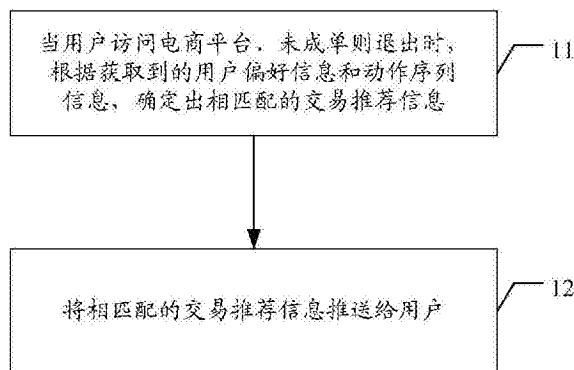 当用户访问电商平台，未成单则退出时，
根据获取到的用户偏好信息和动作序列
信息，确定出相匹配的交易推荐信息
11
将相匹配的交易推荐信息推送给用户
12